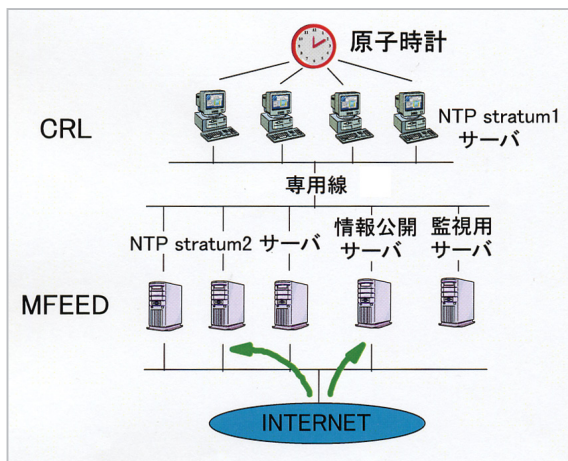 原子時計
CRL
NTP stratum1
サーバ
専用線
NTP stratum2 サーバ
情報公開
サーバ
監視用
サーバ
MFEED
INTERNET